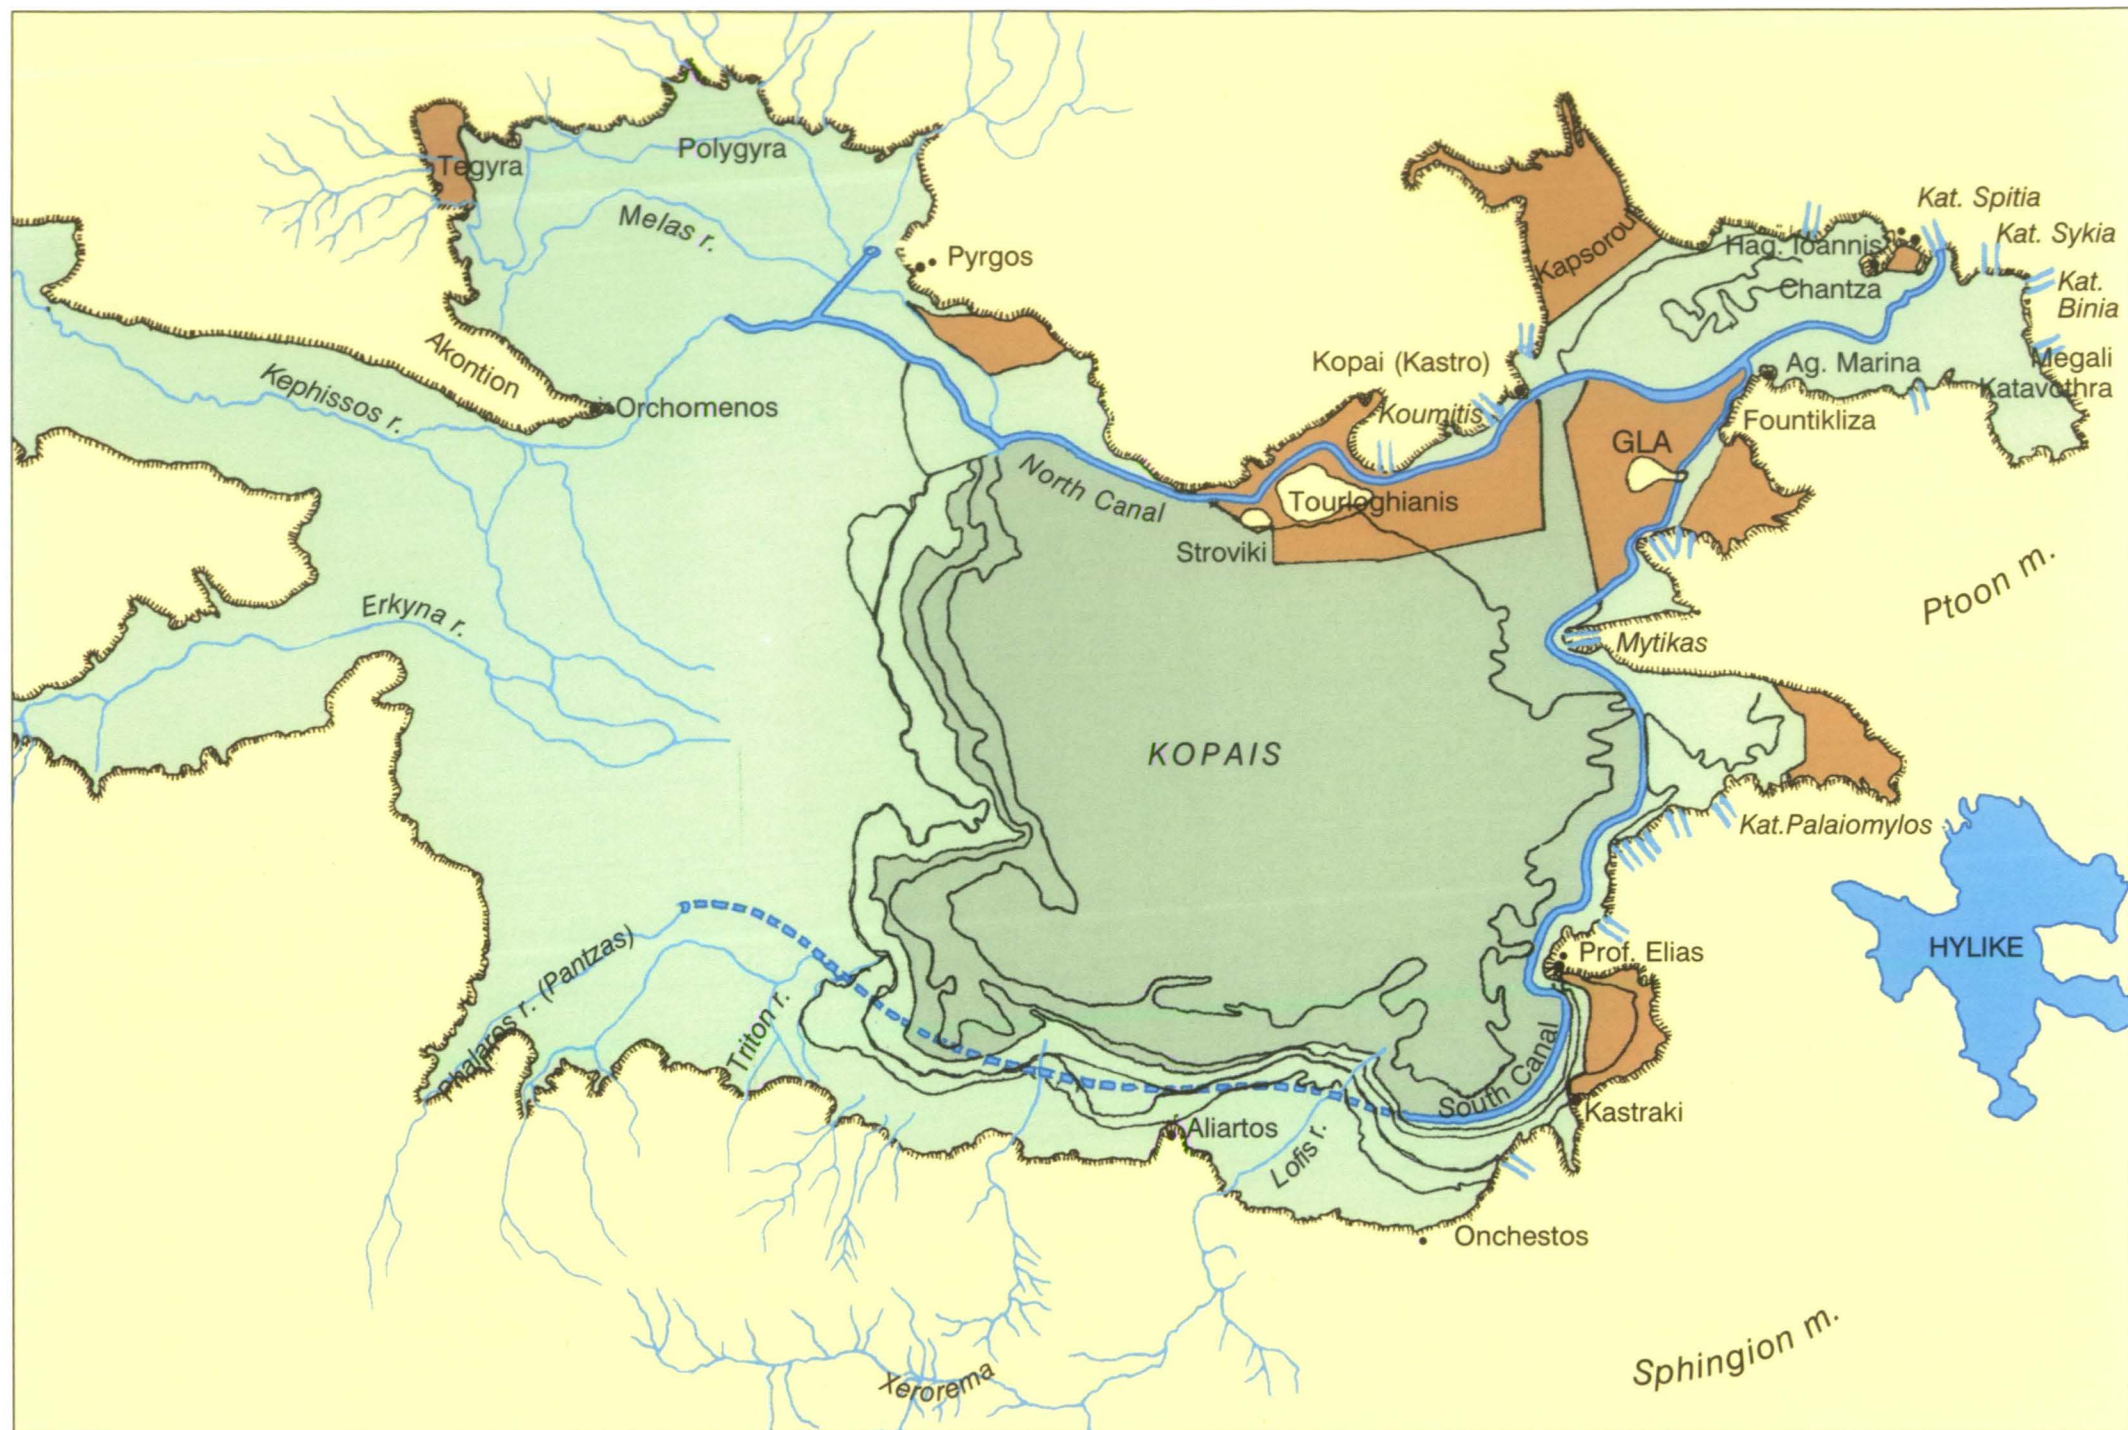 Kat. Spitia
Tegyra
Polygyra
Melas r.
Pyrgos
Kapsorou
Hag. Ioannis
Kat. Sykia
Chantza
Kat.
Binia
Akontion
Kephissos r.
Orchomenos
Kopai (Kastro)
Koumitis
Ag. Marina
Megali
Katavothra
Fountikliza
GLA
North Canal
Tourloghianis
Stroviki
Erkyna r.
Ptoon m.
Mytikas
KOPAIS
Kat.Palaiomylos
HYLIKE
Phalaros r. (Pantzas)
Triton r.
Prof. Elias
South Canal
Kastraki
Aliartos
Lofis r.
Onchestos
Xerorema
Sphingion m.